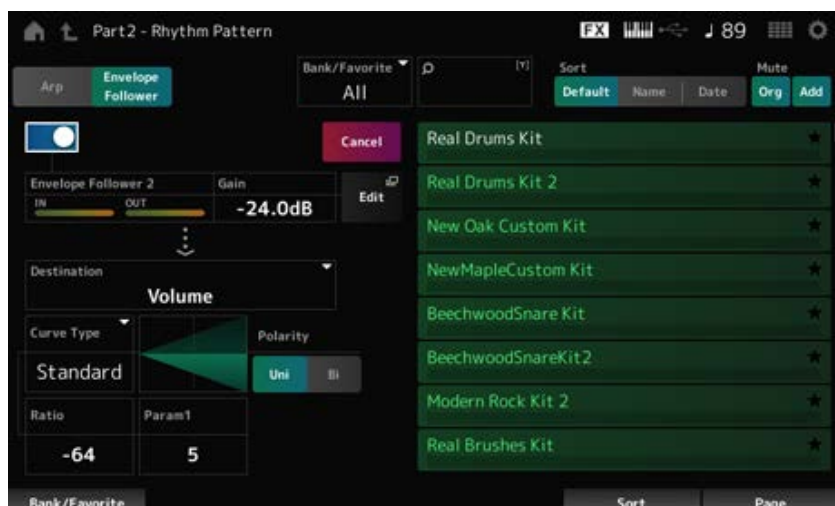 Part2 - Rhythm Pattern
FX
♩ 89
Arp
Envelope
Follower
Bank/Favorite
All
[Y]
Sort
Default Name Date
Mute
Org Add
Cancel
Envelope Follower 2
IN OUT
Gain
-24.0dB
Edit
Destination
Volume
Curve Type
Standard
Polarity
Uni Bi
Ratio
-64
Param1
5
Real Drums Kit
Real Drums Kit 2
New Oak Custom Kit
NewMapleCustom Kit
BeechwoodSnare Kit
BeechwoodSnareKit2
Modern Rock Kit 2
Real Brushes Kit
Bank/Favorite
Sort
Page